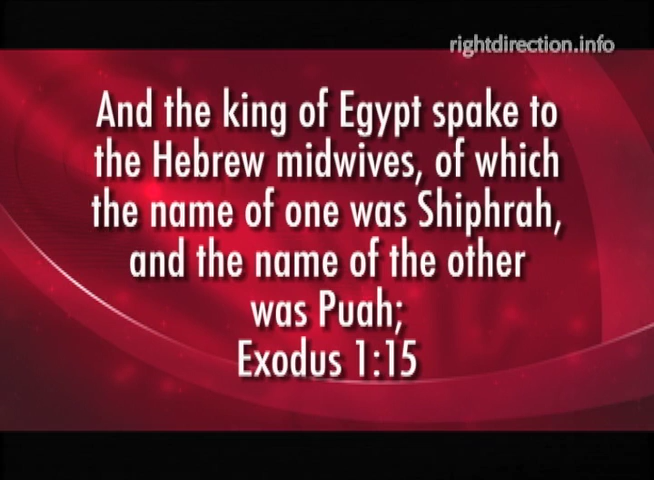 rightdirection.info
And the king of Egypt spake to
the Hebrew midwives, of which
the name of one was Shiphrah,
and the name of the other
was Puah;
Exodus 1:15